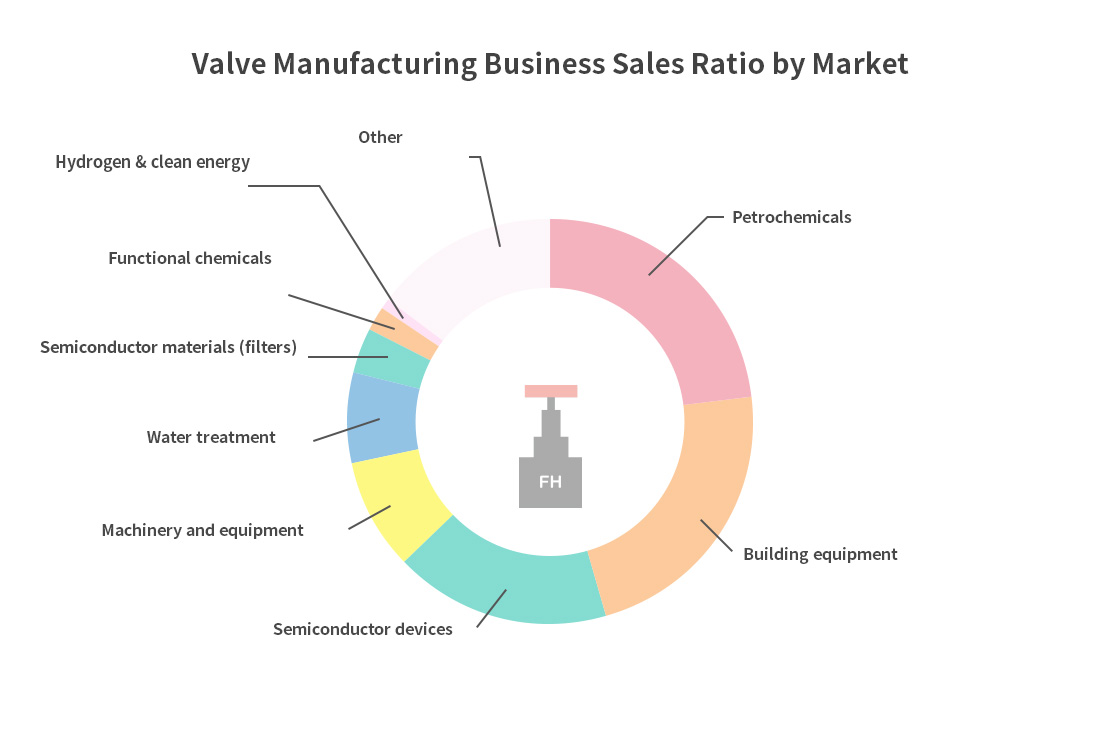 Valve Manufacturing Business Sales Ratio by Market
Other
Hydrogen & clean energy
Petrochemicals
Functional chemicals
Semiconductor materials (filters)
Water treatment
FH
Machinery and equipment
Building equipment
Semiconductor devices